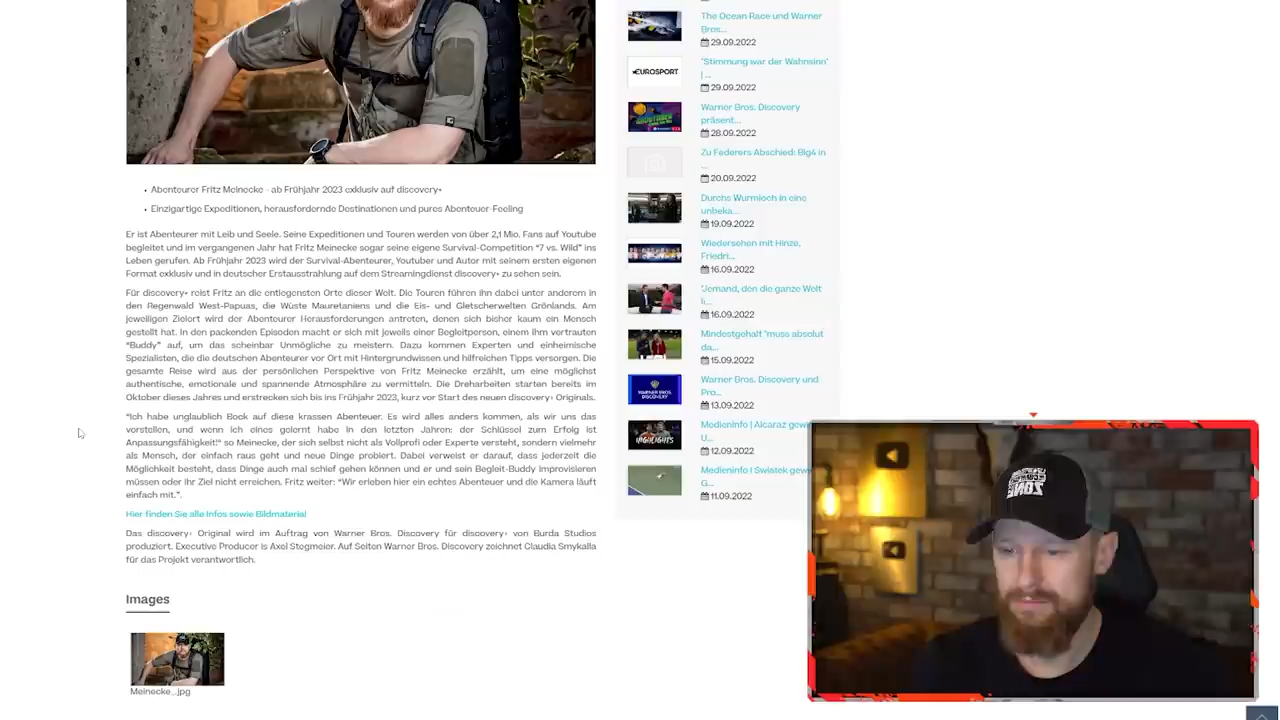 Abenteurer Fritz Meinecke - ab Frühjahr 2023 exklusiv auf discovery+
Einzigartige Expeditionen, herausfordernde Destinationen und pures Abenteuer-Feeling
Er ist Abenteurer mit Leib und Seele. Seine Expeditionen und Touren werden von über 2,1 Mio. Fans auf Youtube
begleitet und im vergangenen Jahr hat Fritz Meinecke sogar seine eigene Survival-Competition "7 vs. Wild" ins
Leben gerufen. Ab Frühjahr 2023 wird der Survival-Abenteurer, Youtuber und Autor mit seinem ersten eigenen
Format exklusiv und in deutscher Erstausstrahlung auf dem Streamingdienst discovery+ zu sehen sein.
Für discovery+ reist Fritz an die entlegensten Orte dieser Welt. Die Touren führen ihn dabei unter anderem in
den Regenwald West-Papuas, die Wüste Mauretaniens und die Eis- und Gletscherwelten Grönlands. Am
jeweiligen Zielort wird der Abenteurer Herausforderungen antreten, denen sich bisher kaum ein Mensch
gestellt hat. In den packenden Episoden macht er sich mit jeweils einer Begleitperson, einem ihm vertrauten
"Buddy" auf, um das scheinbar Unmögliche zu meistern. Dazu kommen Experten und einheimische
Spezialisten, die die deutschen Abenteurer vor Ort mit Hintergrundwissen und hilfreichen Tipps versorgen. Die
gesamte Reise wird aus der persönlichen Perspektive von Fritz Meinecke erzählt, um eine möglichst
authentische, emotionale und spannende Atmosphäre zu vermitteln. Die Dreharbeiten starten bereits im
Oktober dieses Jahres und erstrecken sich bis ins Frühjahr 2023, kurz vor Start des neuen discovery+ Originals.
"Ich habe unglaublich Bock auf diese krassen Abenteuer. Es wird alles anders kommen, als wir uns das
vorstellen, und wenn ich eines gelernt habe in den letzten Jahren: der Schlüssel zum Erfolg ist
Anpassungsfähigkeit!" so Meinecke, der sich selbst nicht als Vollprofi oder Experte versteht, sondern vielmehr
als Mensch, der einfach raus geht und neue Dinge probiert. Dabei verweist er darauf, dass jederzeit die
Möglichkeit besteht, dass Dinge auch mal schief gehen können und er und sein Begleit-Buddy improvisieren
müssen oder ihr Ziel nicht erreichen. Fritz weiter: "Wir erleben hier ein echtes Abenteuer und die Kamera läuft
einfach mit.".
Hier finden Sie alle Infos sowie Bildmaterial
Das discovery+ Original wird im Auftrag von Warner Bros. Discovery für discovery+ von Burda Studios
produziert. Executive Producer is Axel Stegmeier. Auf Seiten Warner Bros. Discovery zeichnet Claudia Smykalla
für das Projekt verantwortlich.
Images
Meinecke_.jpg
The Ocean Race und Warner
Bros...
29.09.2022
EUROSPORT
"Stimmung war der Wahnsinn"
| ...
29.09.2022
Warner Bros. Discovery
präsent...
28.09.2022
Zu Federers Abschied: Big4 in
...
20.09.2022
Durchs Wurmloch in eine
unbeka...
19.09.2022
Wiedersehen mit Hinze,
Friedri...
16.09.2022
"Jemand, den die ganze Welt
li...
16.09.2022
Mindestgehalt "muss absolut
da...
15.09.2022
WARNER BROS.
DISCOVERY
Warner Bros. Discovery und
Pro...
13.09.2022
HIGHLIGHTS
Medieninfo | Alcaraz gewi
U...
12.09.2022
Medieninfo I Swiatek gew
G...
11.09.2022